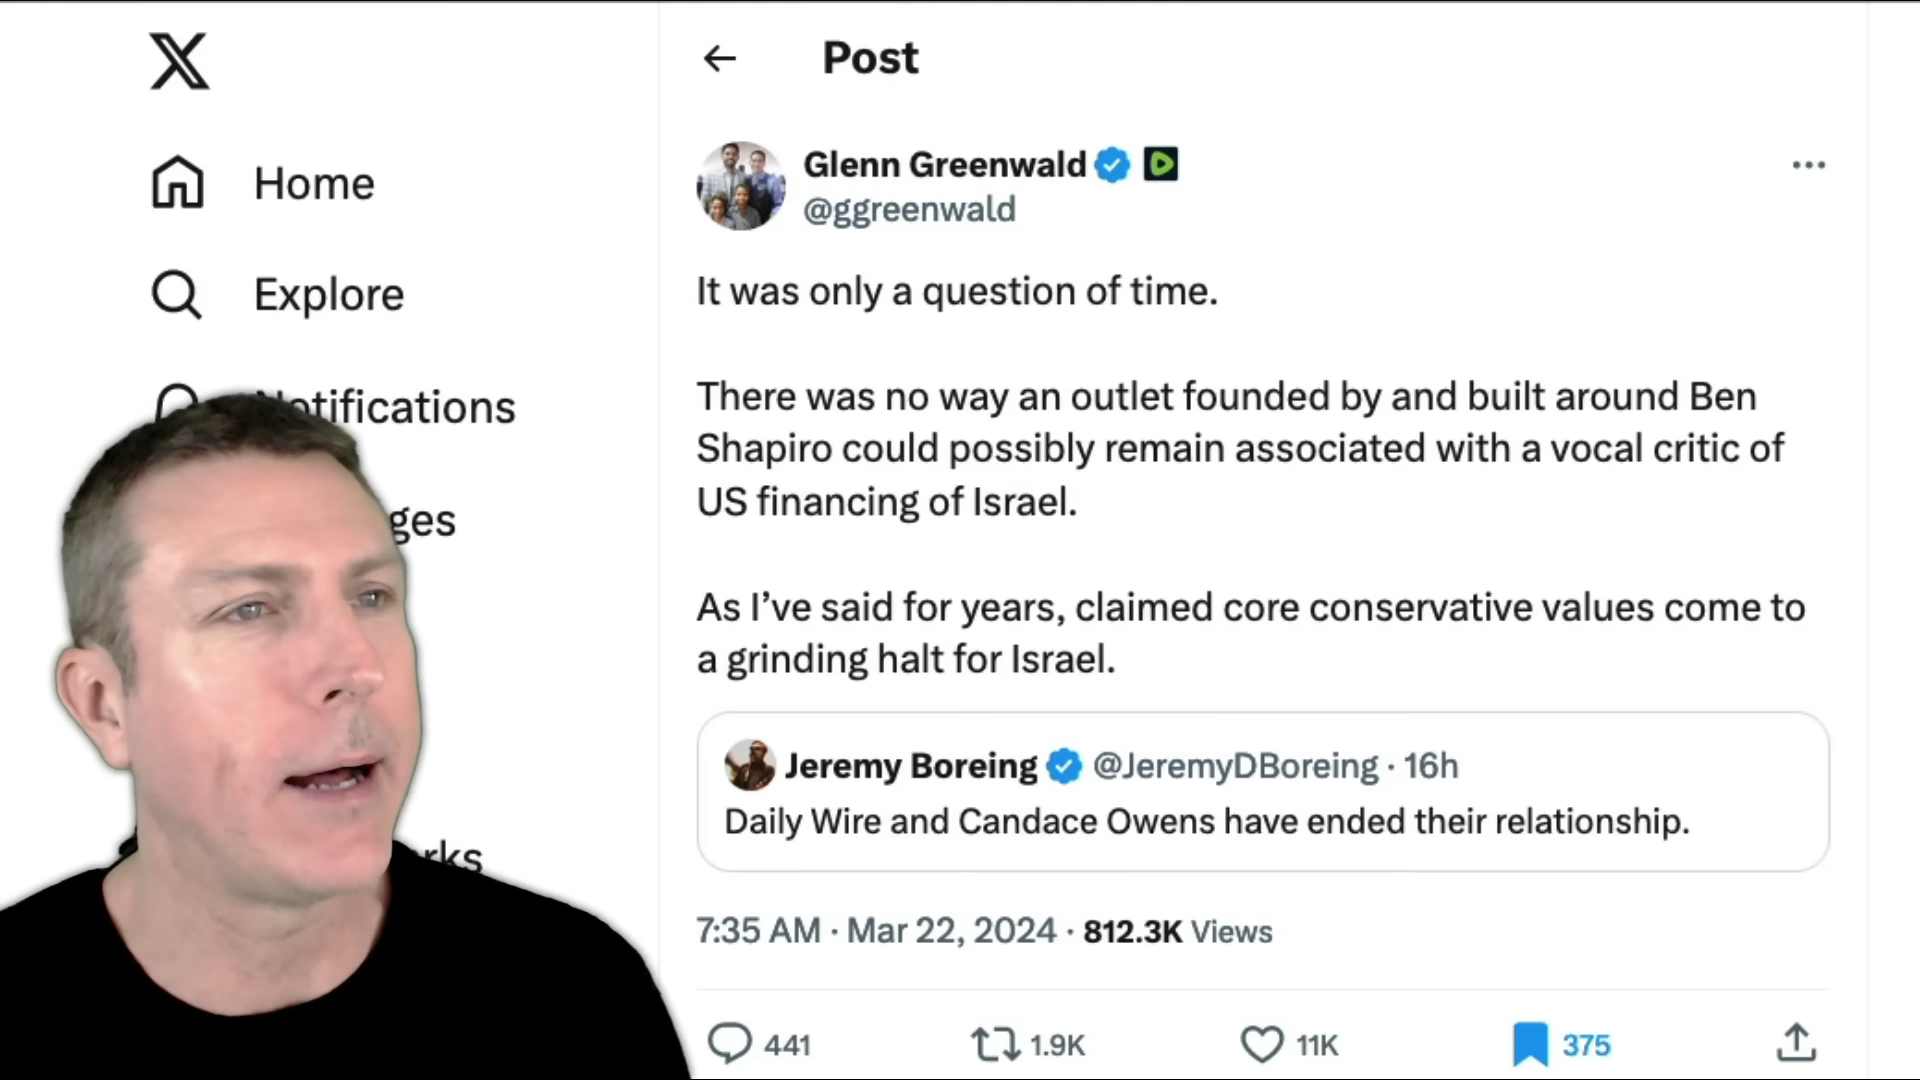 Post
Home
Explore
Notifications
ges
rks
Glenn Greenwald
@ggreenwald
It was only a question of time.
There was no way an outlet founded by and built around Ben
Shapiro could possibly remain associated with a vocal critic of
US financing of Israel.
As I’ve said for years, claimed core conservative values come to
a grinding halt for Israel.
Jeremy Boreing @JeremyDBoreing · 16h
Daily Wire and Candace Owens have ended their relationship.
7:35 AM · Mar 22, 2024 · 812.3K Views
441 1.9K 11K 375